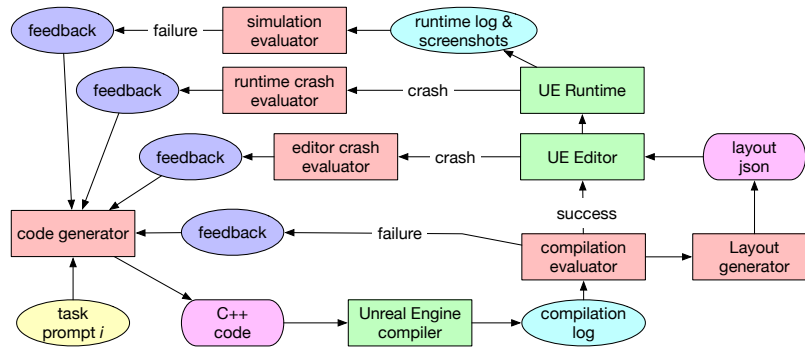 feedback
failure
simulation
evaluator
runtime log &
screenshots
feedback
runtime crash
evaluator
crash
UE Runtime
feedback
editor crash
evaluator
crash
UE Editor
layout
json
success
code generator
feedback
failure
compilation
evaluator
Layout
generator
task
prompt i
C++
code
Unreal Engine
compiler
compilation
log